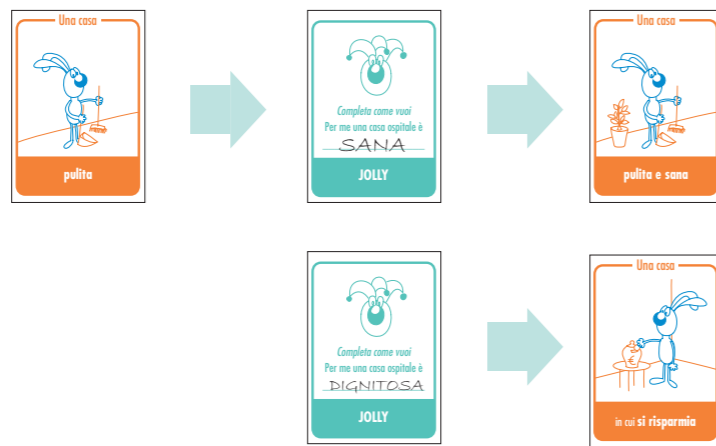 Una casa
pulita
Completa come vuoi
Per me una casa ospitale è
SANA
JOLLY
Una casa
pulita e sana
Completa come vuoi
Per me una casa ospitale è
DIGNITOSA
JOLLY
Una casa
in cui si risparmia